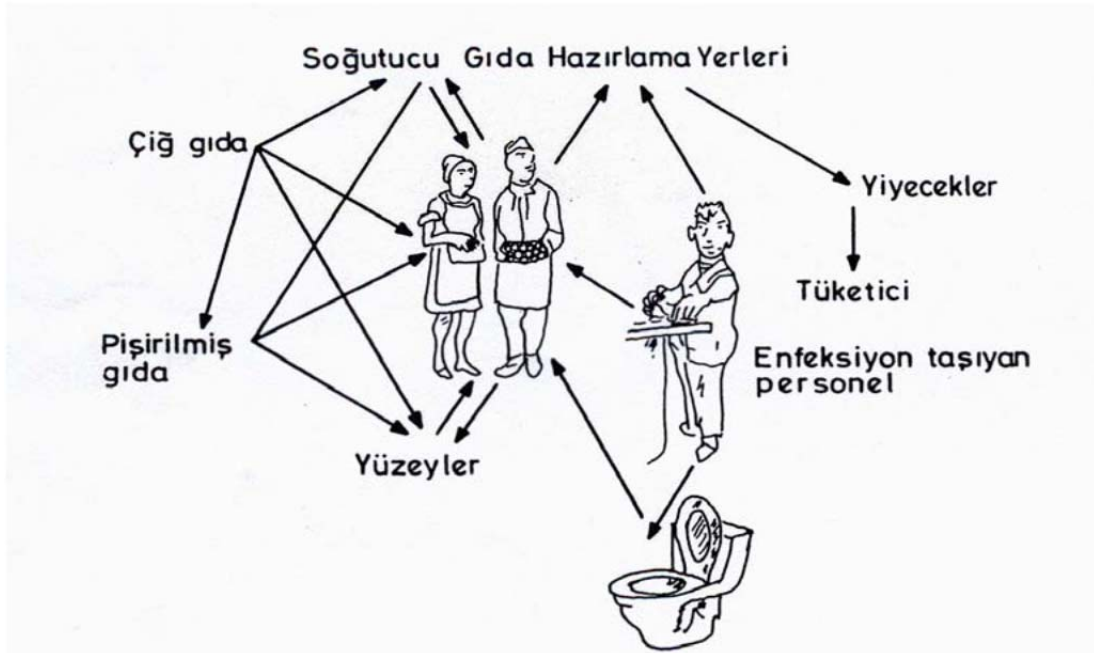 Soğutucu Gıda Hazırlama Yerleri
Çiğ gıda
Yiyecekler
Tüketici
Pişirilmiş
gıda
Enfeksiyon taşıyan
personel
Yüzeyler